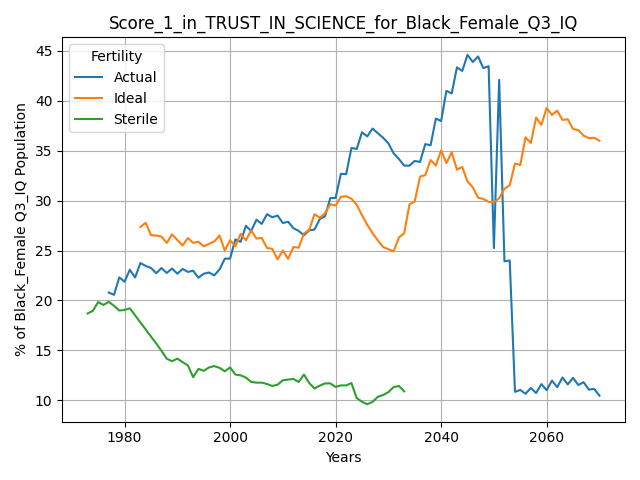 Score_1_in_TRUST_IN_SCIENCE_for_Black_Female_Q3_IQ
Fertility
Actual
Ideal
Sterile
% of Black_Female Q3_IQ Population
45
40
35
30
25
20
15
10
1980 2000 2020 2040 2060
Years